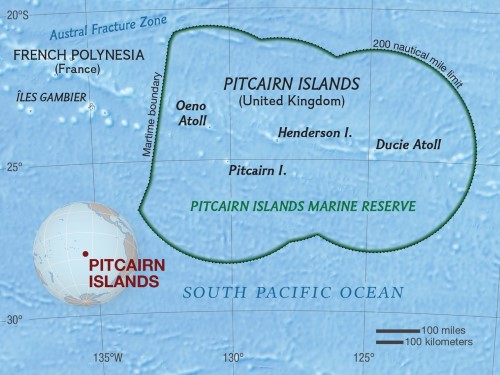 20°S
Austral Fracture Zone
FRENCH POLYNESIA
(France)
ÎLES GAMBIER
Martime boundary
200 nautical mile limit
PITCAIRN ISLANDS
(United Kingdom)
Oeno
Atoll
Henderson I.
Ducie Atoll
25°
Pitcairn I.
PITCAIRN ISLANDS MARINE RESERVE
PITCAIRN
ISLANDS
SOUTH PACIFIC OCEAN
30°
100 miles
100 kilometers
135°W
130°
125°